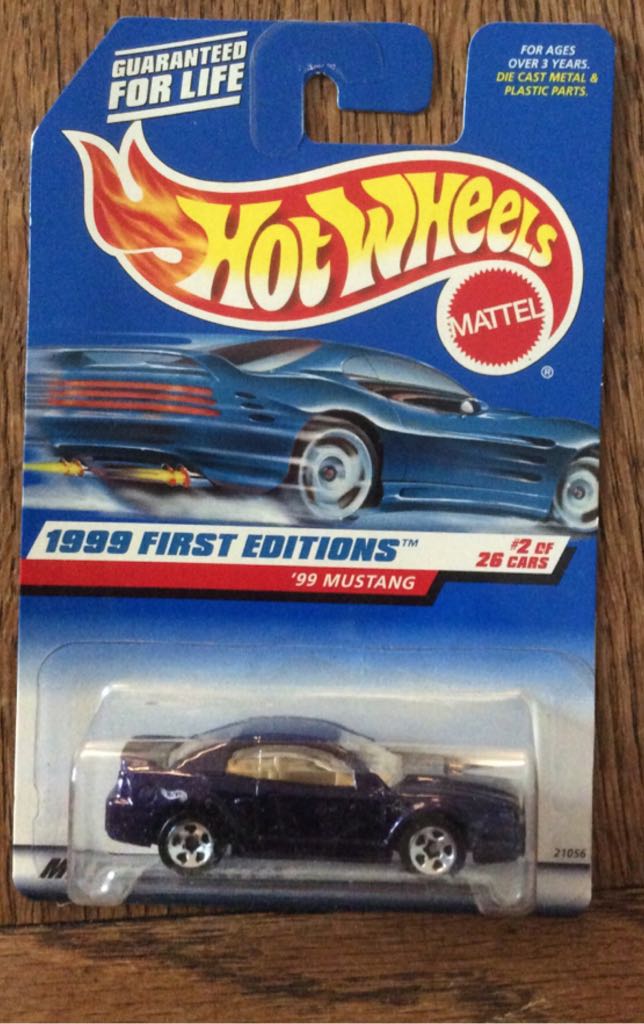 GUARANTEED
FOR LIFE
FOR AGES
OVER 3 YEARS.
DIE CAST METAL &
PLASTIC PARTS.
Hot Wheels
MATTEL
®
1999 FIRST EDITIONS™
#2 OF
26 CARS
'99 MUSTANG
21056